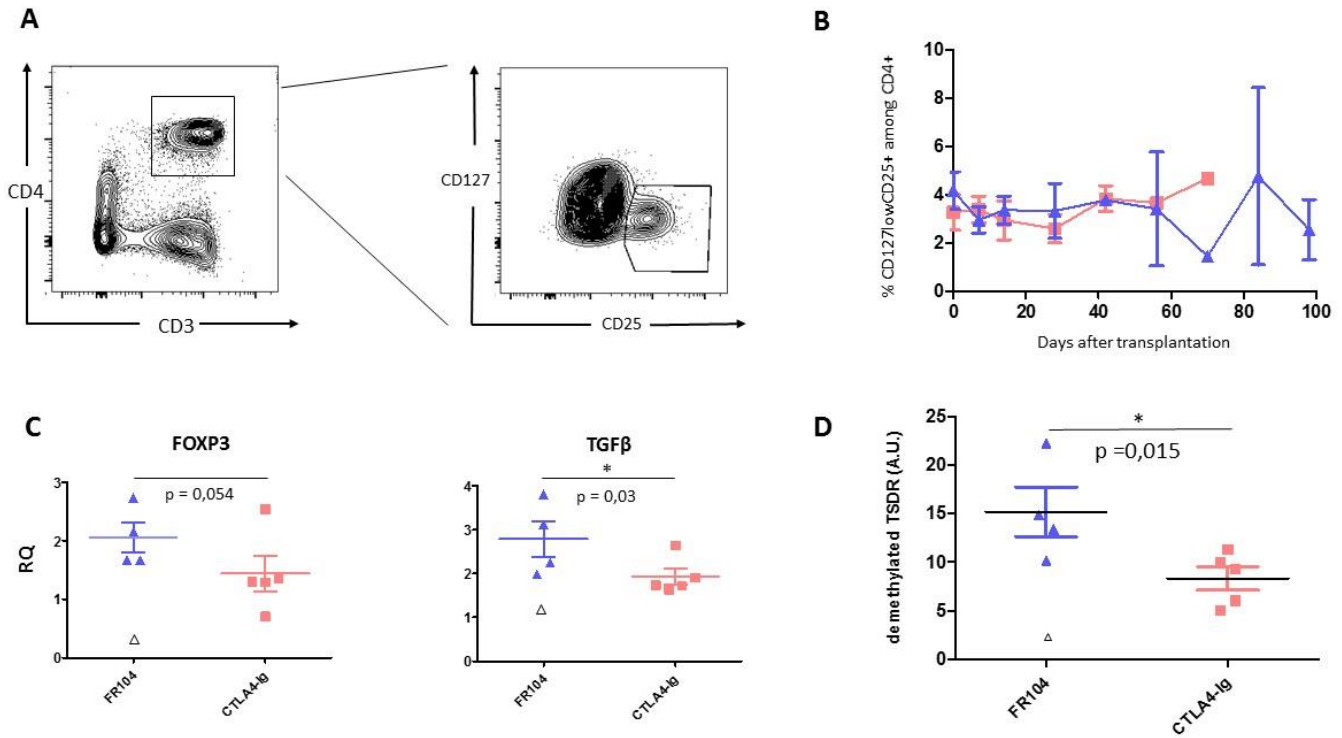 A
CD4
CD3
CD127
CD25
B
% CD127lowCD25+ among CD4+
10
8
6
4
2
0
0 20 40 60 80 100
Days after transplantation
C
FOXP3
p = 0,054
RQ
3
2
1
0
FR104
CTLA4-Ig
TGFβ
*
p = 0,03
4
3
2
1
0
FR104
CTLA4-Ig
D
*
p =0,015
demethylated TSDR (A.U.)
25
20
15
10
5
0
FR104
CTLA4-Ig